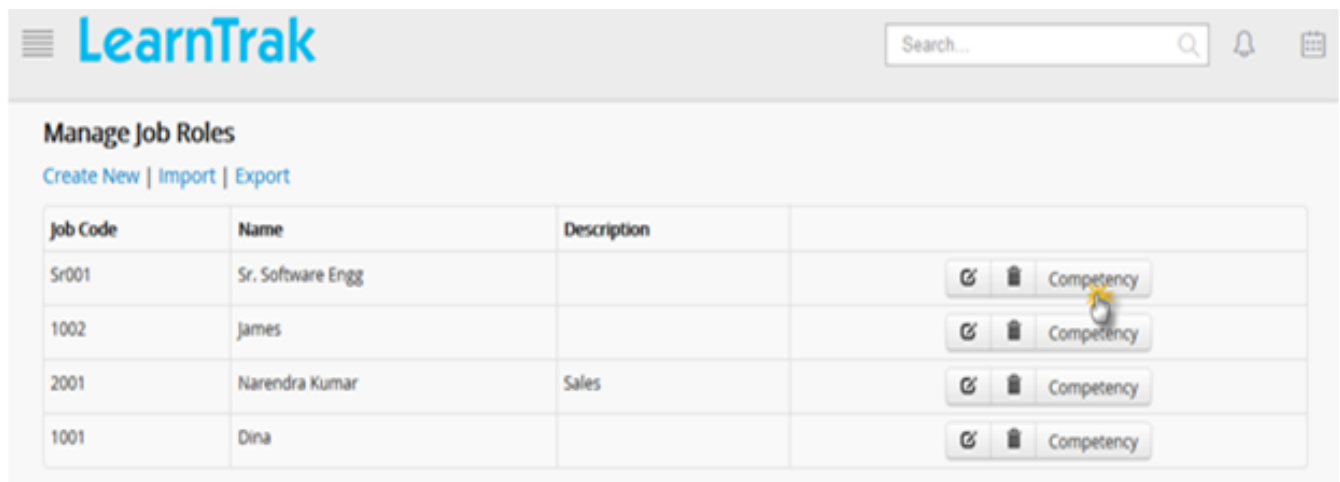 LearnTrak Search...
Manage Job Roles
Create New | Import | Export
Job Code Name Description
Sr001 Sr. Software Engg Competency
1002 James Competency
2001 Narendra Kumar Sales Competency
1001 Dina Competency